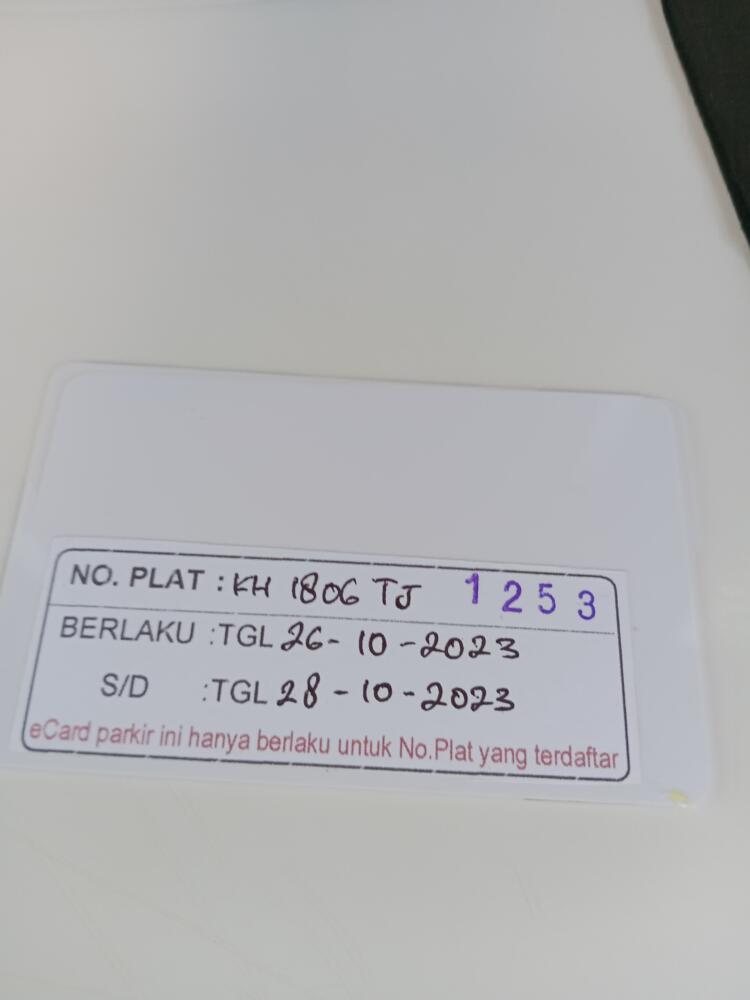 NO. PLAT : KH 1806 TJ 1253
BERLAKU :TGL 26-10-2023
S/D :TGL 28-10-2023
eCard parkir ini hanya berlaku untuk No.Plat yang terdaftar